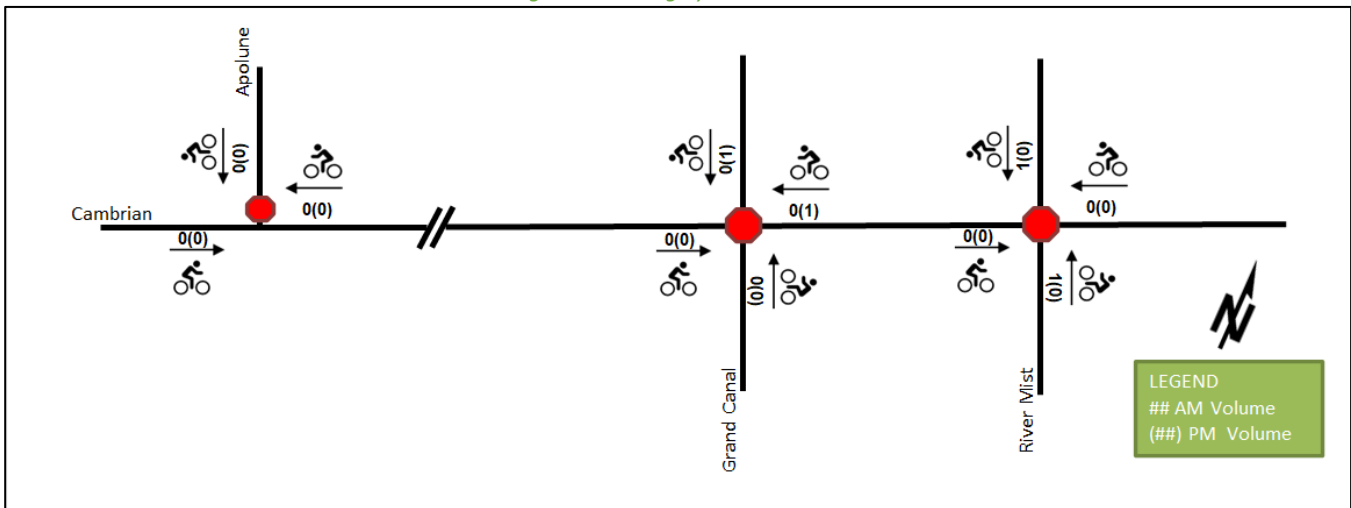 Apolune
0(0)
0(0)
Cambrian
0(0)
0(1)
0(1)
0(0)
0(0)
Grand Canal
1(0)
0(0)
0(0)
1(0)
River Mist
N
LEGEND
## AM Volume
(##) PM Volume